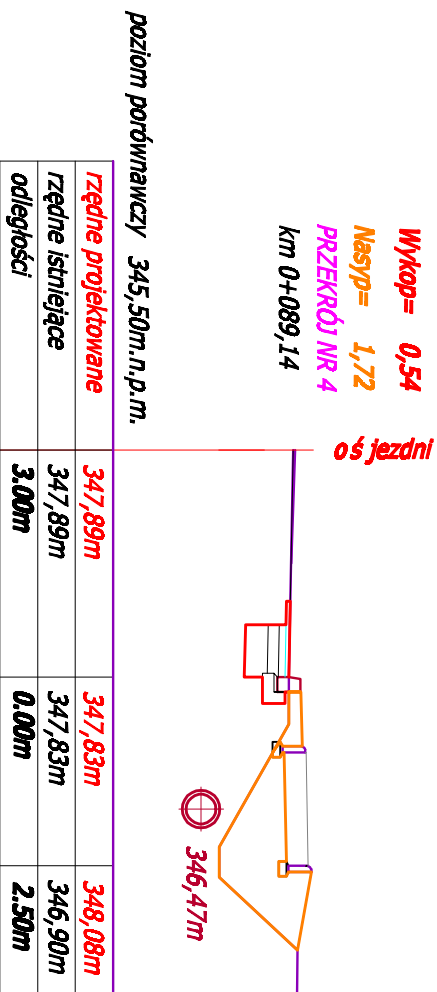 Wykop= 0,54
Nasyp= 1,72
PRZEKRÓJ NR 4
km 0+089,14
oś jezdni
346,47m
poziom porównawczy 345,50m.n.p.m.
rzędne projektowane 347,89m 347,83m 348,08m
rzędne istniejące 347,89m 347,83m 346,90m
odległości 3.00m 0.00m 2.50m